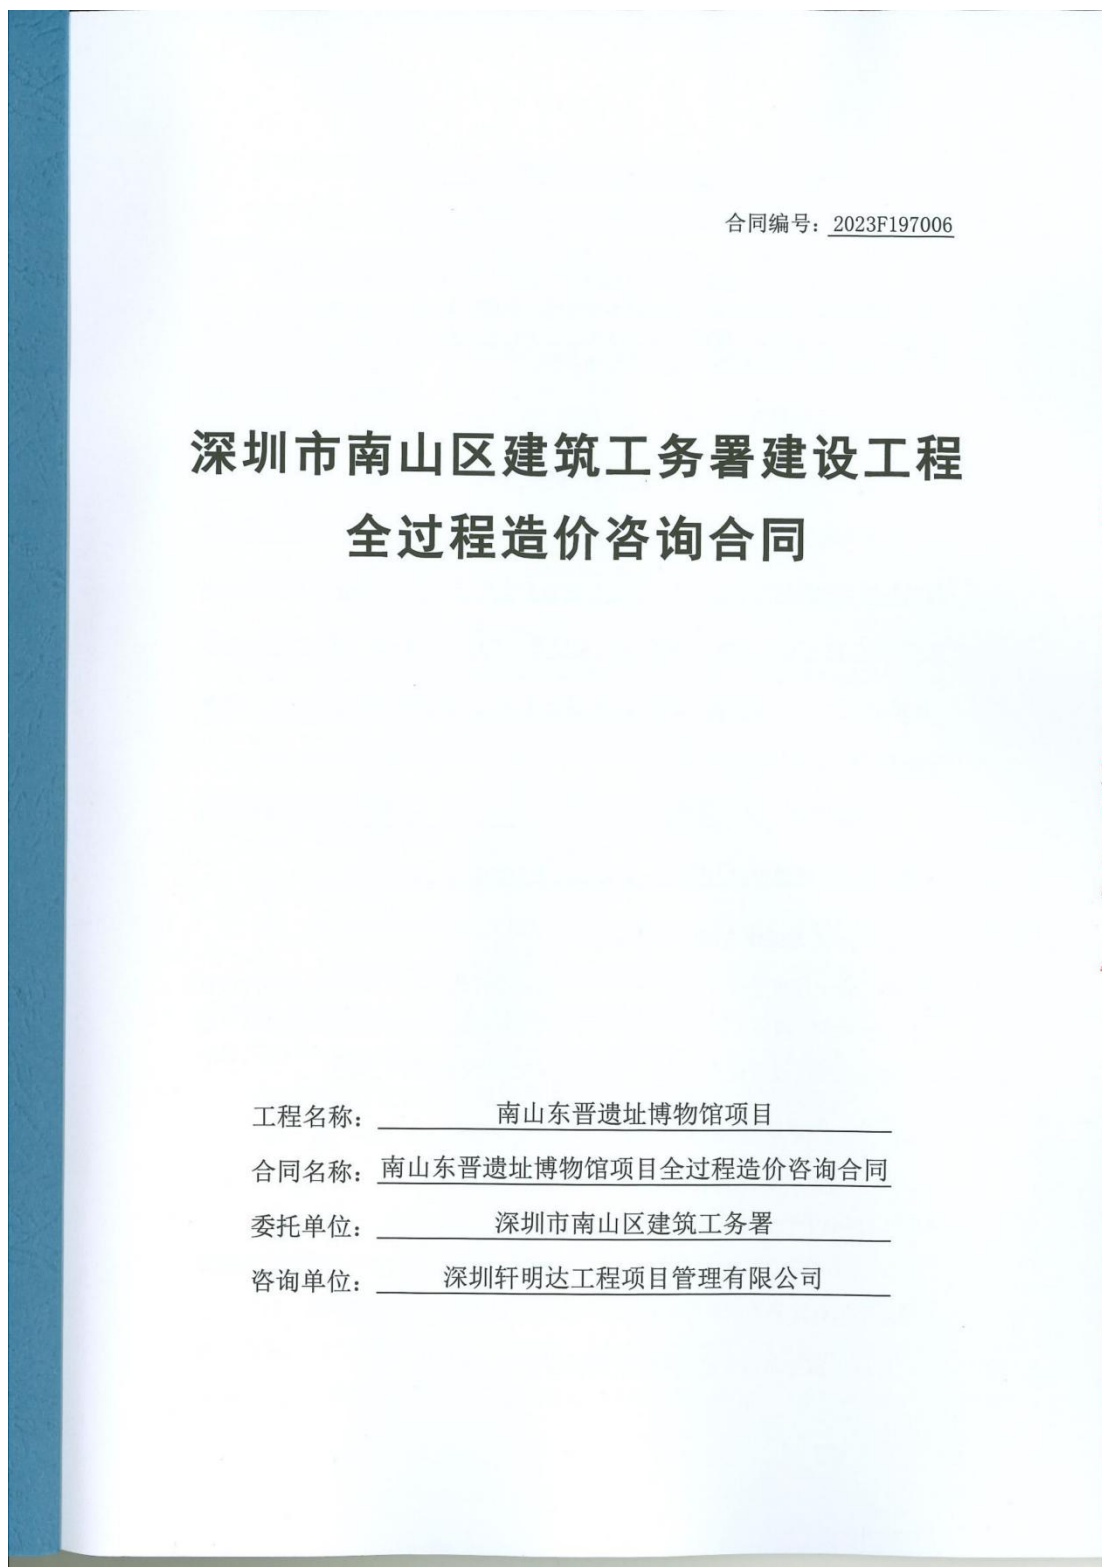 合同编号：2023F197006
深圳市南山区建筑工务署建设工程
全过程造价咨询合同
工程名称：南山东晋遗址博物馆项目
合同名称：南山东晋遗址博物馆项目全过程造价咨询合同
委托单位：深圳市南山区建筑工务署
咨询单位：深圳轩明达工程项目管理有限公司